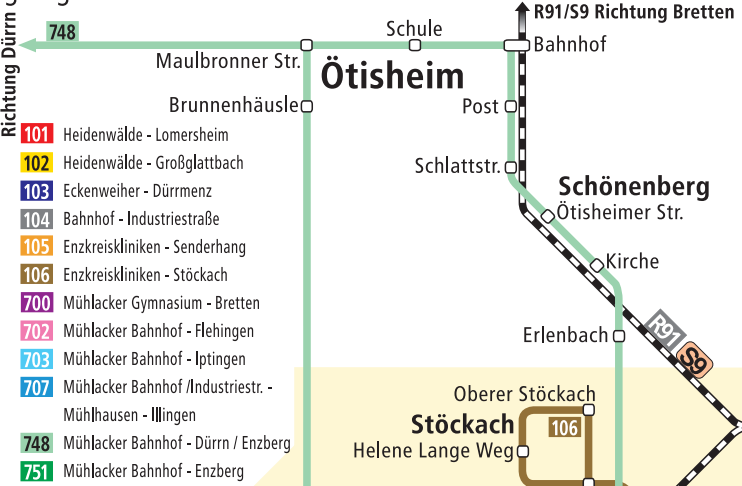 R91/S9 Richtung Bretten
Richtung Dürrn
748
Schule
Bahnhof
Maulbronner Str.
Ötisheim
Brunnenhäusle
Post
Schlattstr.
Schönenberg
Ötisheimer Str.
Kirche
Erlenbach
R91
S9
Oberer Stöckach
Stöckach
106
Helene Lange Weg
101 Heidenwälde - Lomersheim
102 Heidenwälde - Großglattbach
103 Eckenweiher - Dürrmenz
104 Bahnhof - Industriestraße
105 Enzkreiskliniken - Senderhang
106 Enzkreiskliniken - Stöckach
700 Mühlacker Gymnasium - Bretten
702 Mühlacker Bahnhof - Flehingen
703 Mühlacker Bahnhof - Iptingen
707 Mühlacker Bahnhof /Industriestr. -
Mühlhausen - Illingen
748 Mühlacker Bahnhof - Dürrn / Enzberg
751 Mühlacker Bahnhof - Enzberg